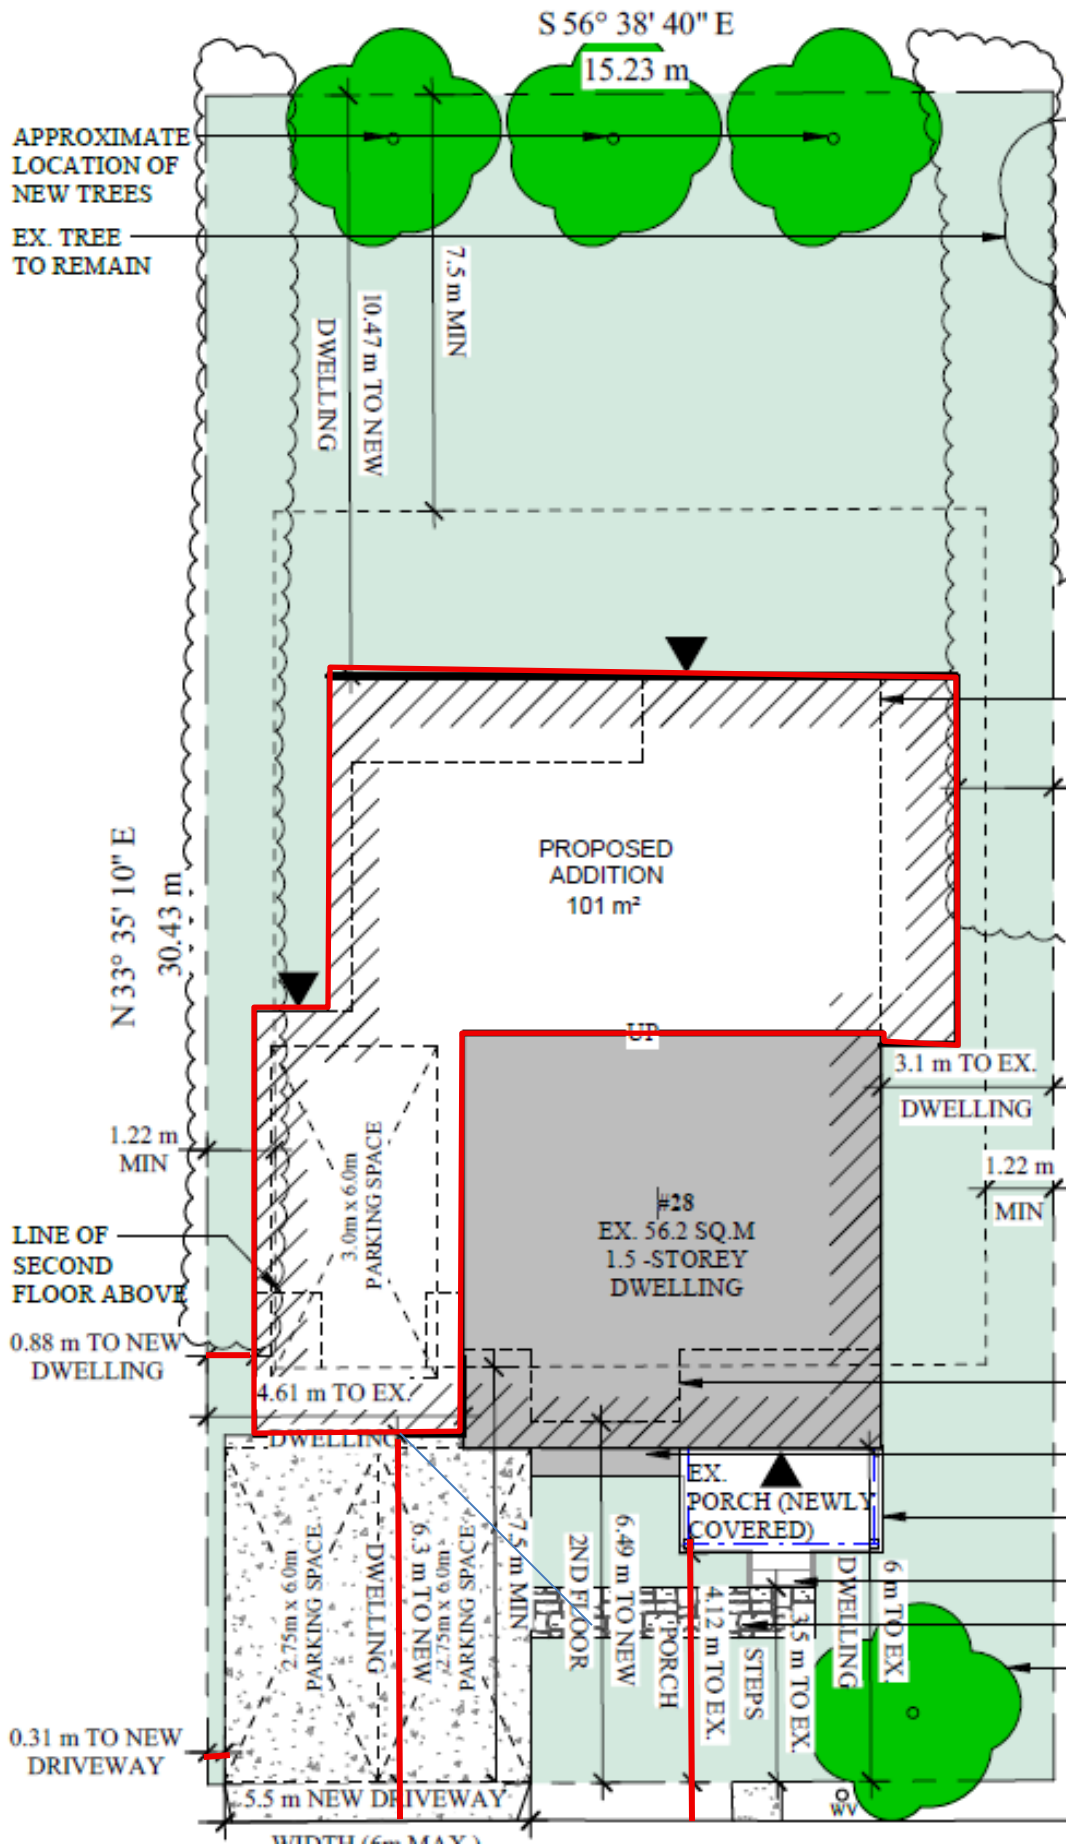 S 56° 38' 40" E
15.23 m
APPROXIMATE
LOCATION OF
NEW TREES
EX. TREE
TO REMAIN
7.5 m MIN
10.47 m TO NEW
DWELLING
PROPOSED
ADDITION
101 m²
N 33° 35' 10" E
30.43 m
UP
3.1 m TO EX.
DWELLING
1.22 m
MIN
1.22 m
MIN
3.0m x 6.0m
PARKING SPACE
#28
EX. 56.2 SQ.M
1.5 -STOREY
DWELLING
LINE OF
SECOND
FLOOR ABOVE
0.88 m TO NEW
DWELLING
4.61 m TO EX.
DWELLING
EX.
PORCH (NEWLY
COVERED)
2.75m x 6.0m
PARKING SPACE
6.3 m TO NEW
DWELLING
2.75m x 6.0m
PARKING SPACE
7.5 m MIN
6.49 m TO NEW
2ND FLOOR
4.12 m TO EX.
PORCH
3.5 m TO EX.
STEPS
6 m TO EX
DWELLING
0.31 m TO NEW
DRIVEWAY
5.5 m NEW DRIVEWAY
WIDTH (6m MAX.)
WV